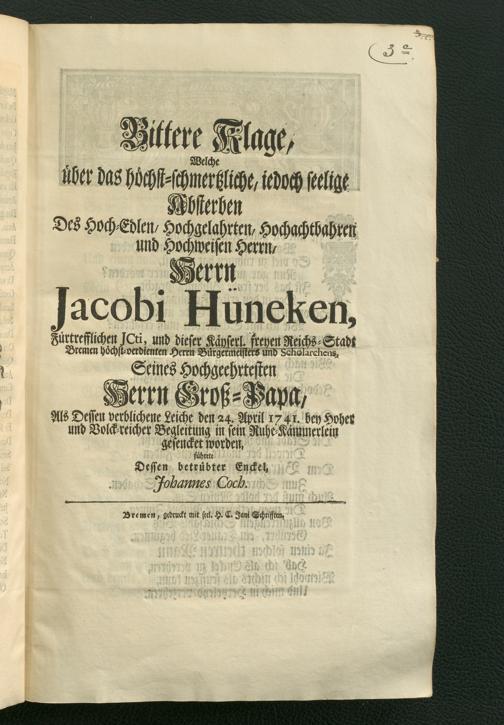 3a
Bittere Klage,
Welche
über das höchst-schmertzliche, iedoch seelige
Absterben
Des Hoch-Edlen, Hochgelahrten, Hochachtbahren
und Hochweisen Herrn,
Herrn
Jacobi Hüneken,
Fürtrefflichen JCti, und dieser Käyserl. freyen Reichs-Stadt
Bremen höchst-verdienten Herrn Bürgermeisters und Scholarchens,
Seines Hochgeehrtesten
Herrn Groß-Papa,
Als Dessen verblichene Leiche den 24. April 1741. bey Hoher
und Volck-reicher Begleitung in sein Ruhe-Kämmerlein
gesencket worden,
führete
Dessen betrübter Enckel,
Johannes Coch.
Bremen, gedruckt mit seel. H. C. Jani Schrifften.